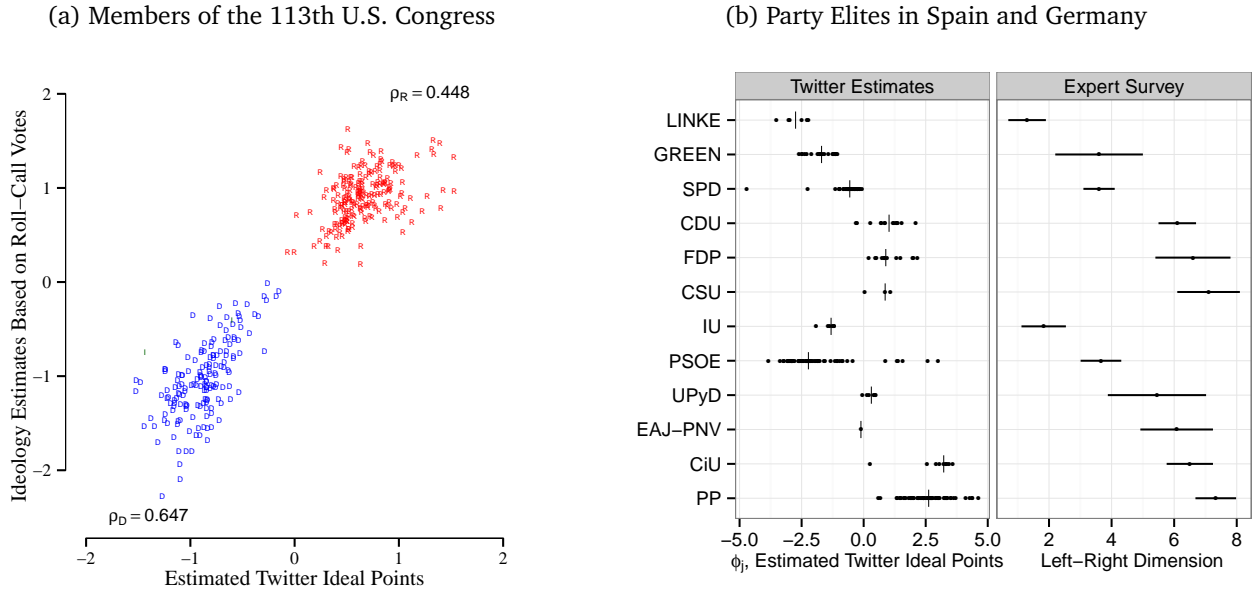 (a) Members of the 113th U.S. Congress
Ideology Estimates Based on Roll−Call Votes
2
1
0
−1
−2
ρR = 0.448
ρD = 0.647
−2 −1 0 1 2
Estimated Twitter Ideal Points
(b) Party Elites in Spain and Germany
Twitter Estimates Expert Survey
LINKE
GREEN
SPD
CDU
FDP
CSU
IU
PSOE
UPyD
EAJ−PNV
CiU
PP
−5.0 −2.5 0.0 2.5 5.0 2 4 6 8
ϕj, Estimated Twitter Ideal Points Left−Right Dimension